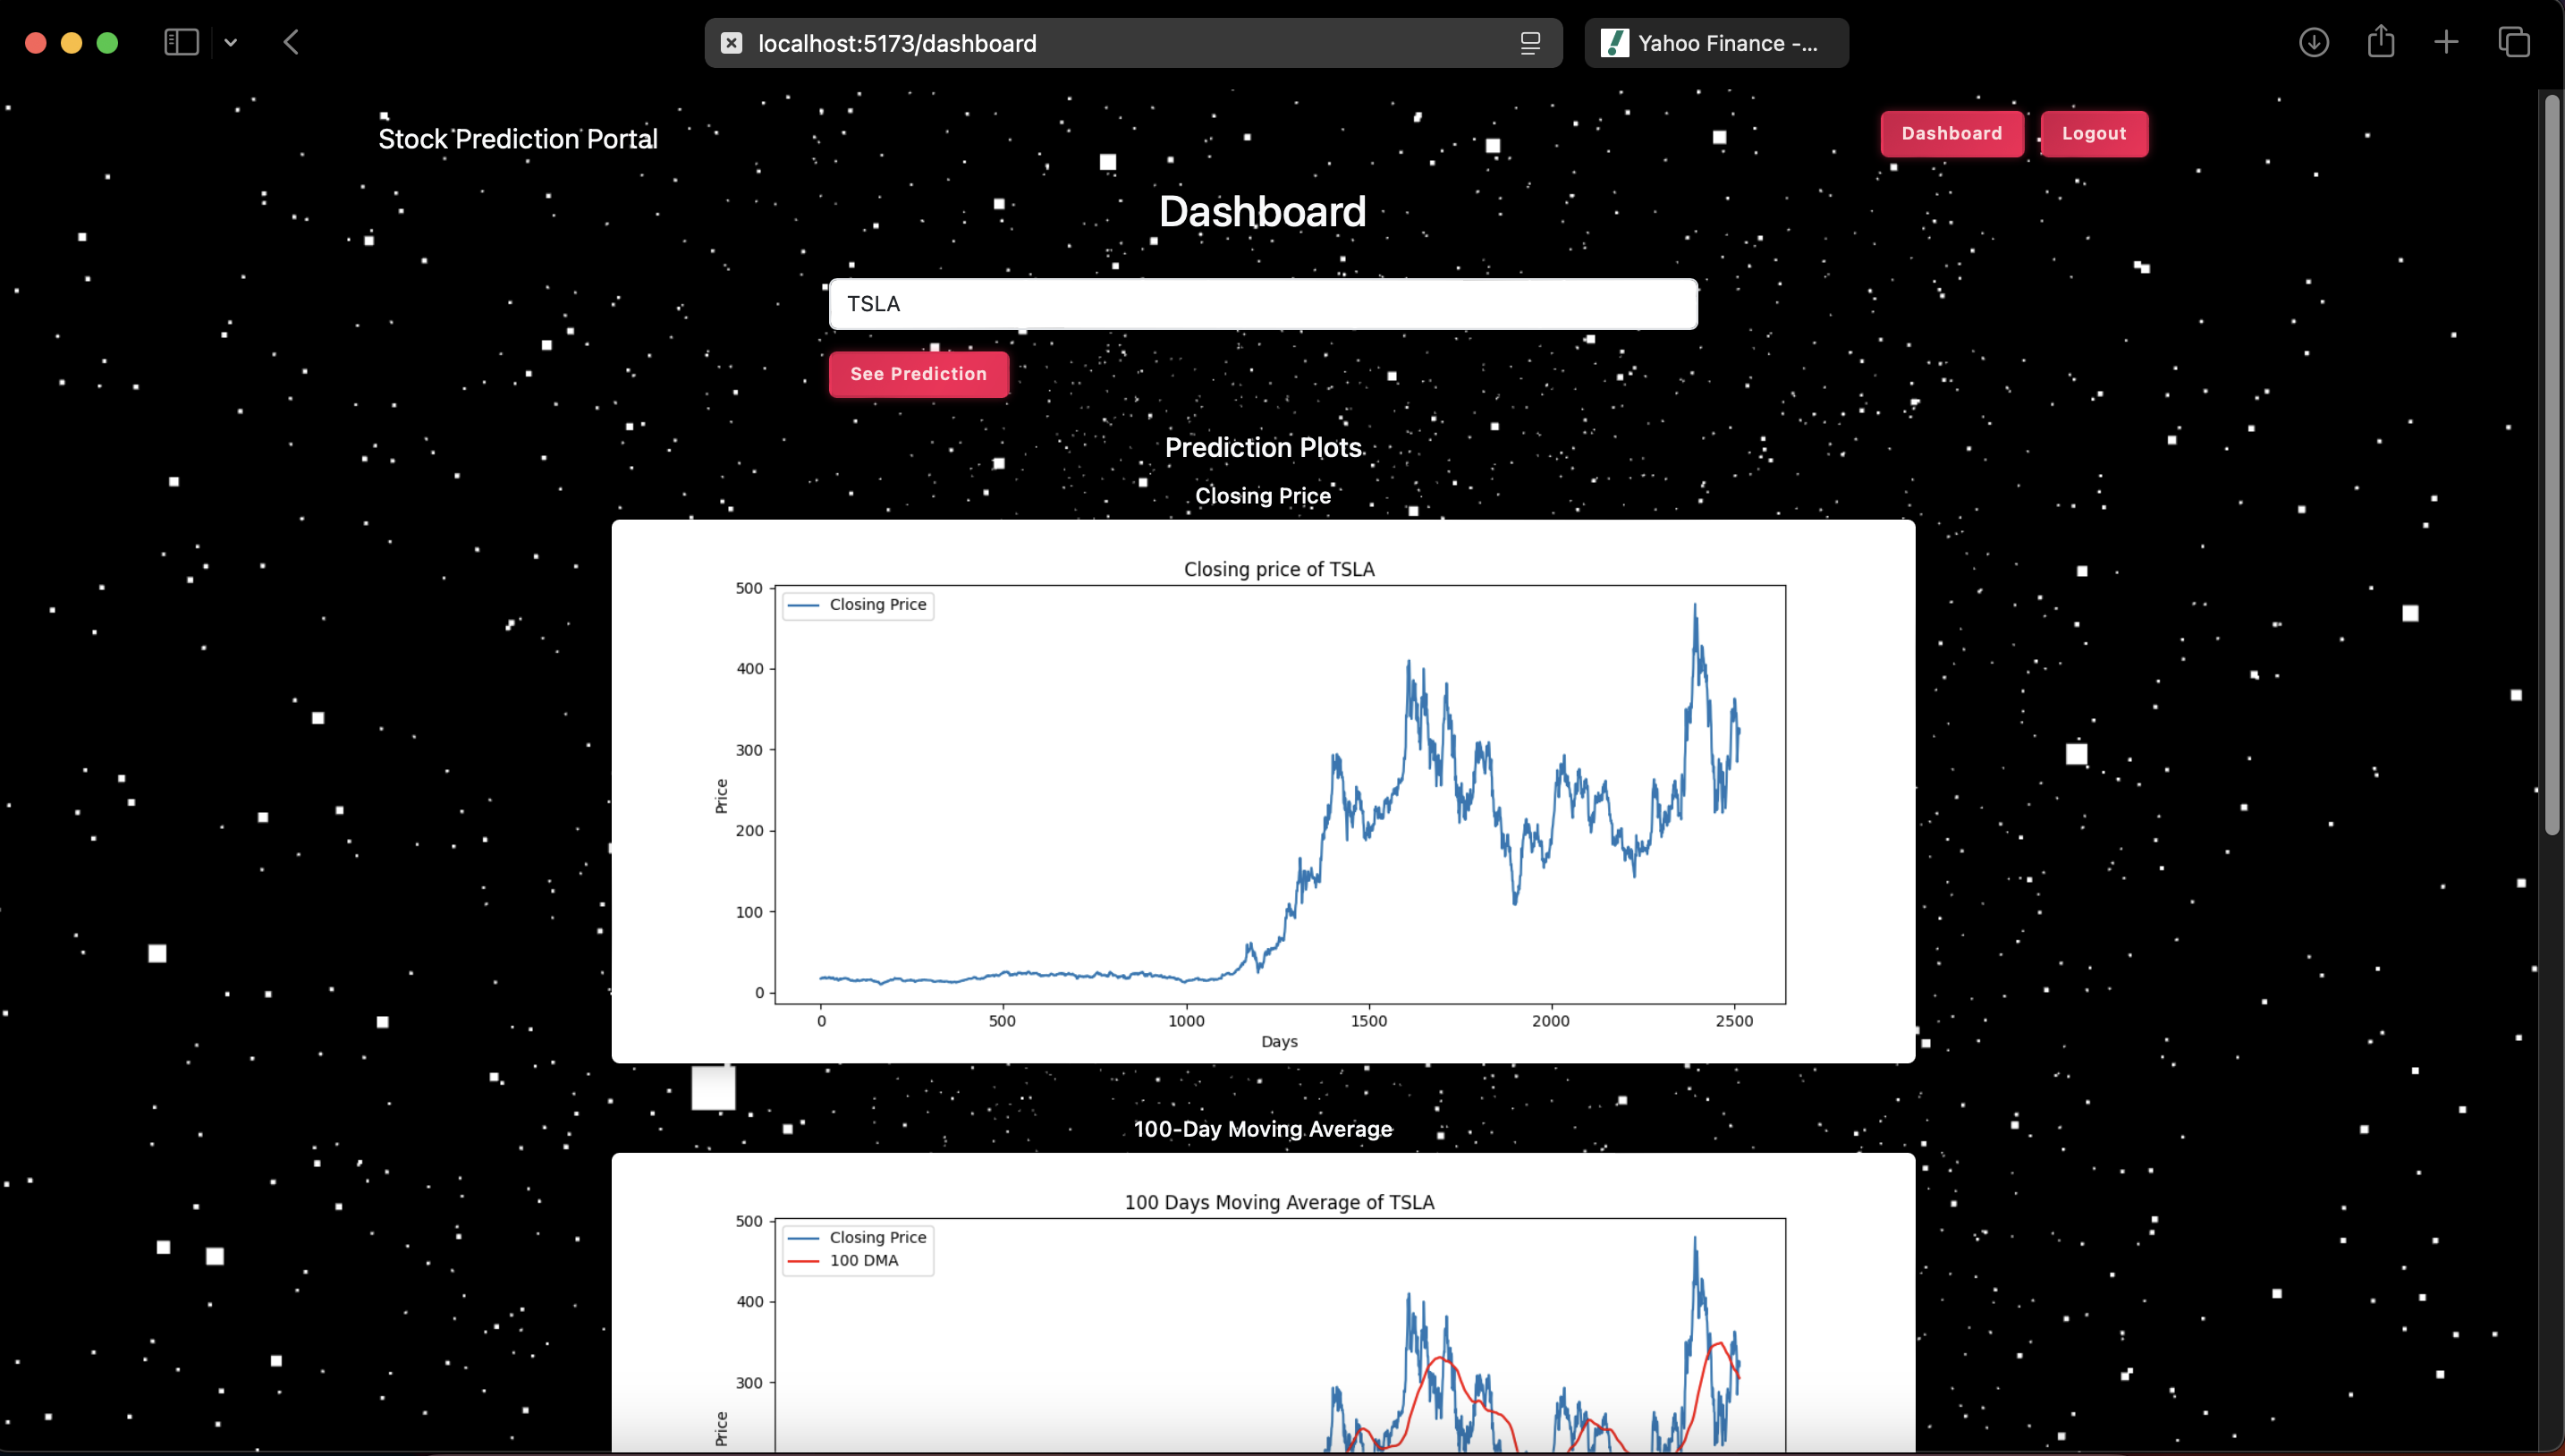 localhost:5173/dashboard
Yahoo Finance -...
Stock Prediction Portal
Dashboard
Logout
Dashboard
TSLA
See Prediction
Prediction Plots
Closing Price
Closing price of TSLA
Closing Price
500
400
300
200
100
0
Price
0 500 1000 1500 2000 2500
Days
100-Day Moving Average
100 Days Moving Average of TSLA
Closing Price
100 DMA
500
400
300
Price